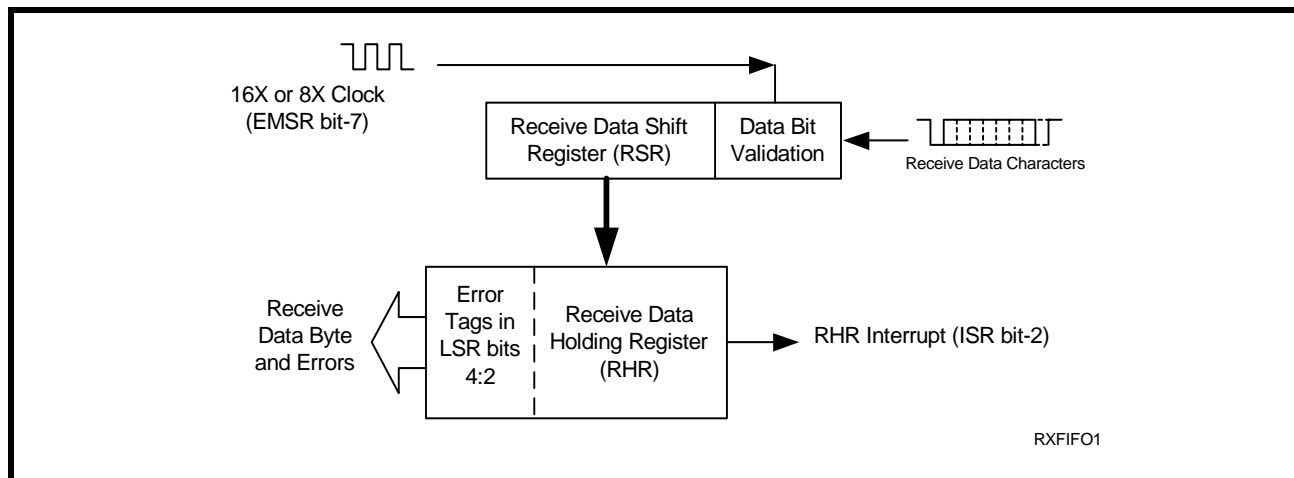 16X or 8X Clock
(EMSR bit-7)
Receive Data Shift
Register (RSR)
Data Bit
Validation
Receive Data Characters
Receive
Data Byte
and Errors
Error
Tags in
LSR bits
4:2
Receive Data
Holding Register
(RHR)
RHR Interrupt (ISR bit-2)
RXFIFO1